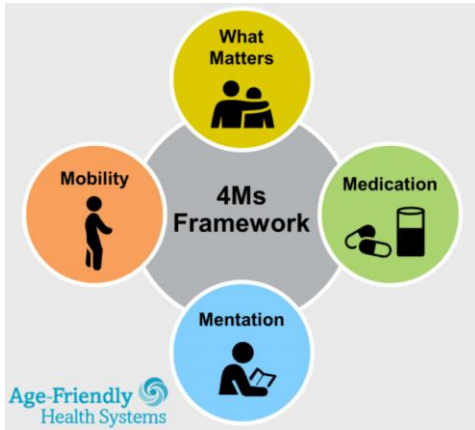 What
Matters
Mobility
4Ms
Framework
Medication
Mentation
Age-Friendly
Health Systems